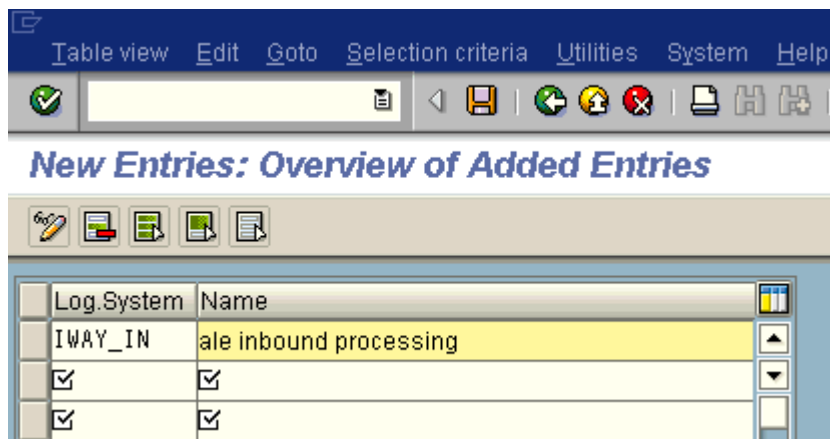 Table view Edit Goto Selection criteria Utilities System Help
New Entries: Overview of Added Entries
Log.System Name
IWAY_IN ale inbound processing